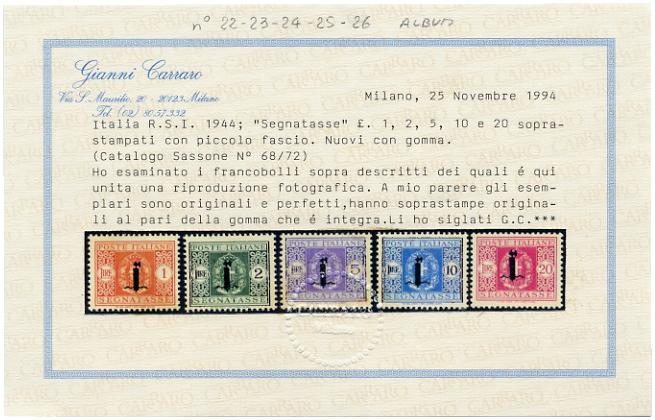 n° 22-23-24-25-26 ALBUM
Gianni Carraro
Via S. Maurilio, 20 - 20123 Milano
Tel. (02) 80.57.332
Milano, 25 Novembre 1994
Italia R.S.I. 1944; "Segnatasse" £. 1, 2, 5, 10 e 20 sopra-
stampati con piccolo fascio. Nuovi con gomma.
(Catalogo Sassone N° 68/72)
Ho esaminato i francobolli sopra descritti dei quali é qui
unita una riproduzione fotografica. A mio parere gli esem-
plari sono originali e perfetti,hanno soprastampe origina-
li al pari della gomma che é integra.Li ho siglati G.C.***
POSTE ITALIANE POSTE ITALIANE POSTE ITALIANE POSTE ITALIANE POSTE ITALIANE
LIRE 1 LIRE 2 LIRE 5 LIRE 10 LIRE 20
SEGNATASSE SEGNATASSE SEGNATASSE SEGNATASSE SEGNATASSE